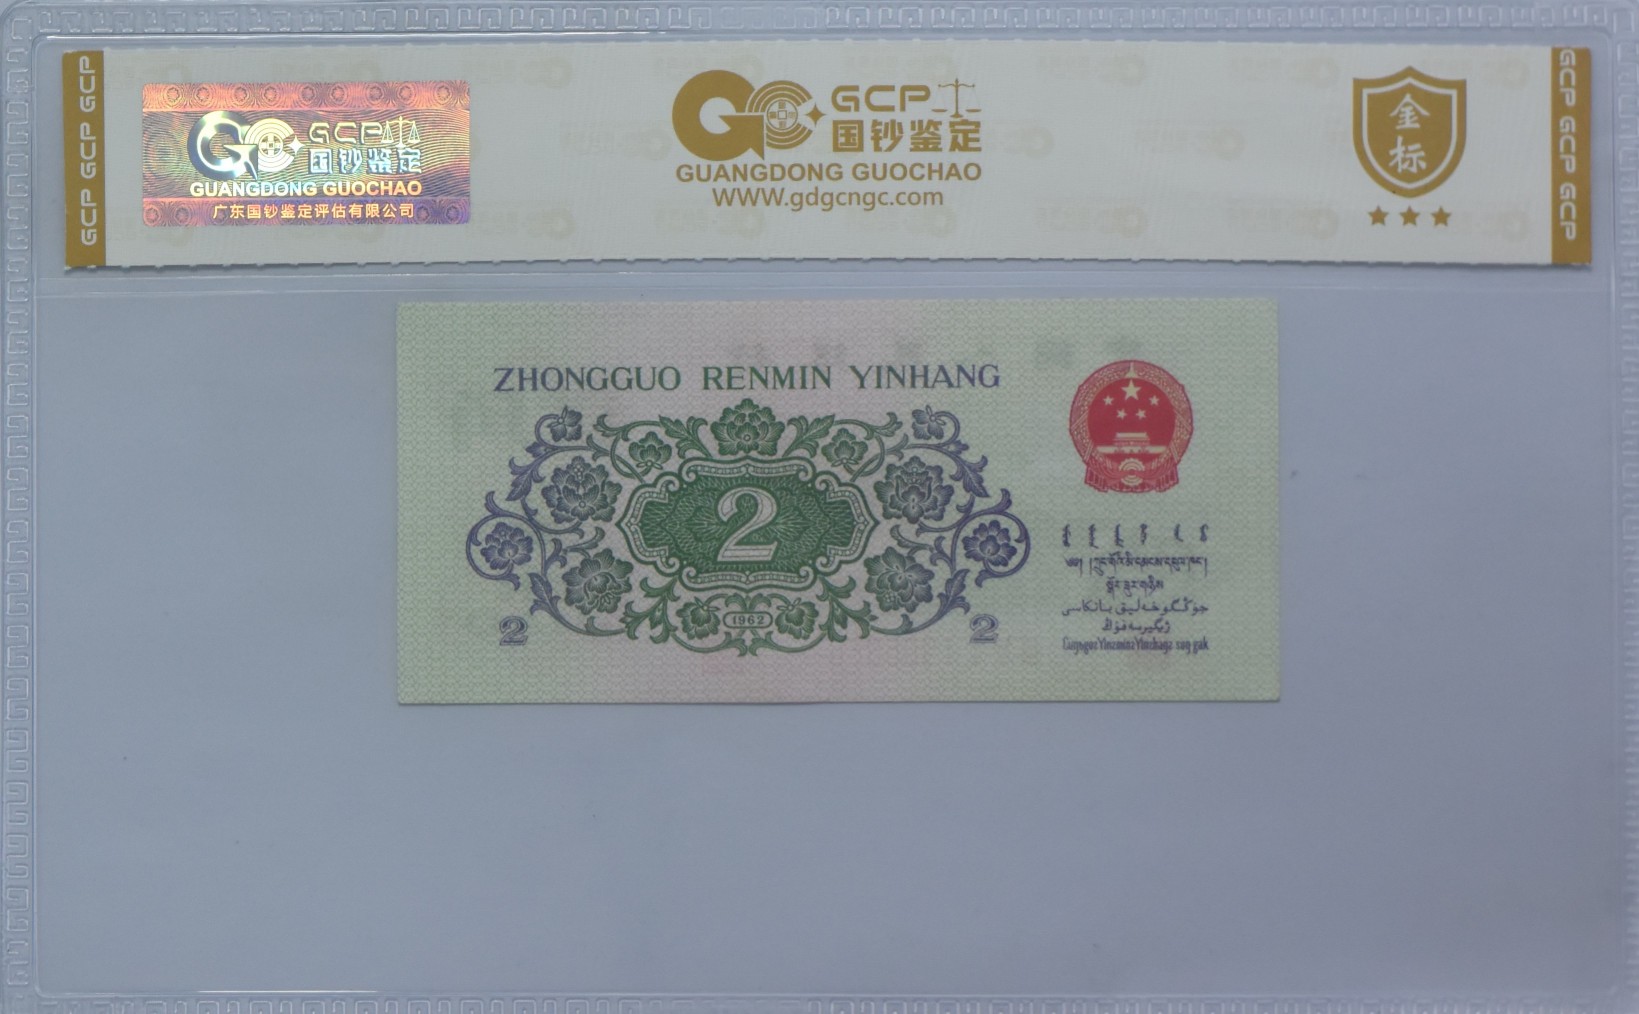 GCP GCP GCP
GCP
国钞鉴定
GUANGDONG GUOCHAO
广东国钞鉴定评估有限公司
GCP
国钞鉴定
GUANGDONG GUOCHAO
www.gdgcngc.com
金
标
GCP GCP GCP
ZHONGGUO RENMIN YINHANG
2
1962
2
2